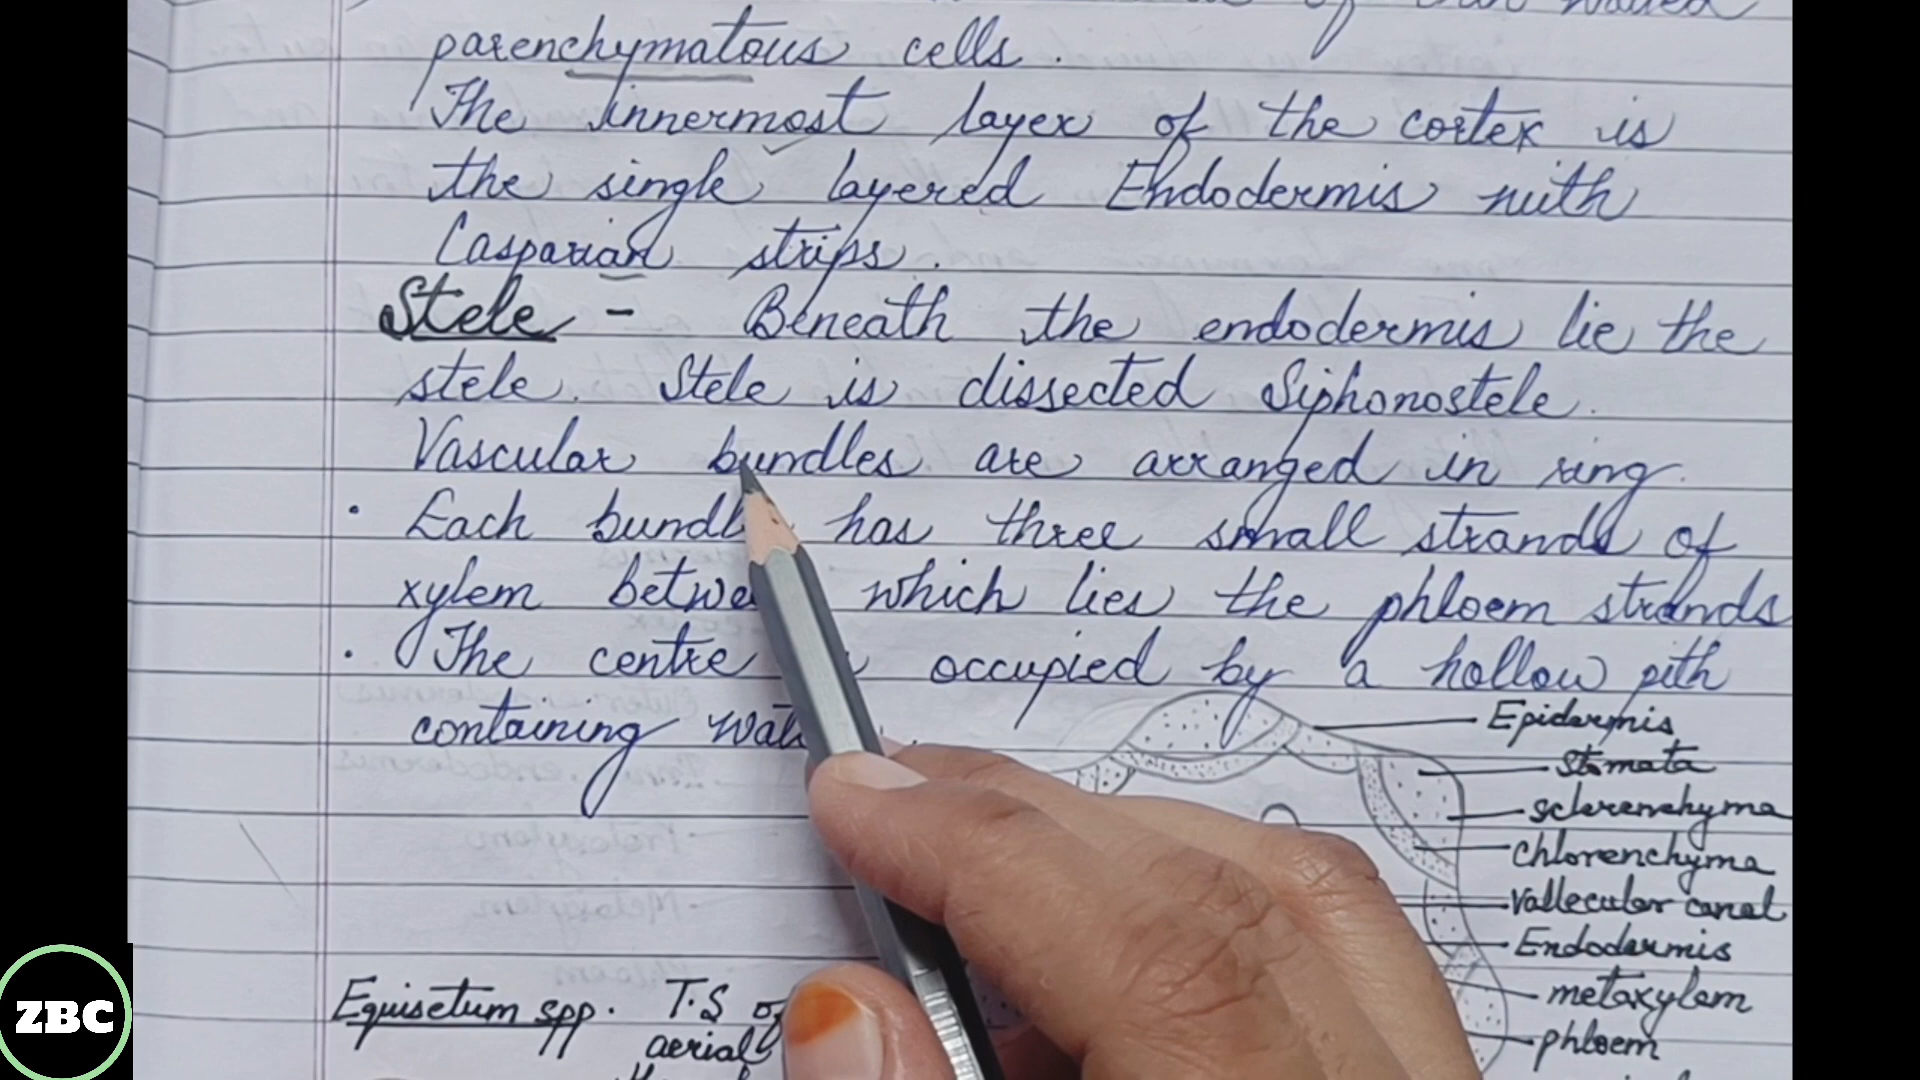 parenchymatous cells.
The innermost layer of the cortex is
the single layered Endodermis with
Casparian strips.
Stele - Beneath the endodermis lie the
stele. Stele is dissected Siphonostele.
Vascular bundles are arranged in ring.
• Each bundle has three small strands of
xylem between which lies the phloem strands
• The centre occupied by a hollow pith
containing
Epidermis
Stomata
sclerenchyma
chlorenchyma
Vallecular canal
Endodermis
metaxylem
phloem
Equisetum spp. T.S of
aerial
ZBC